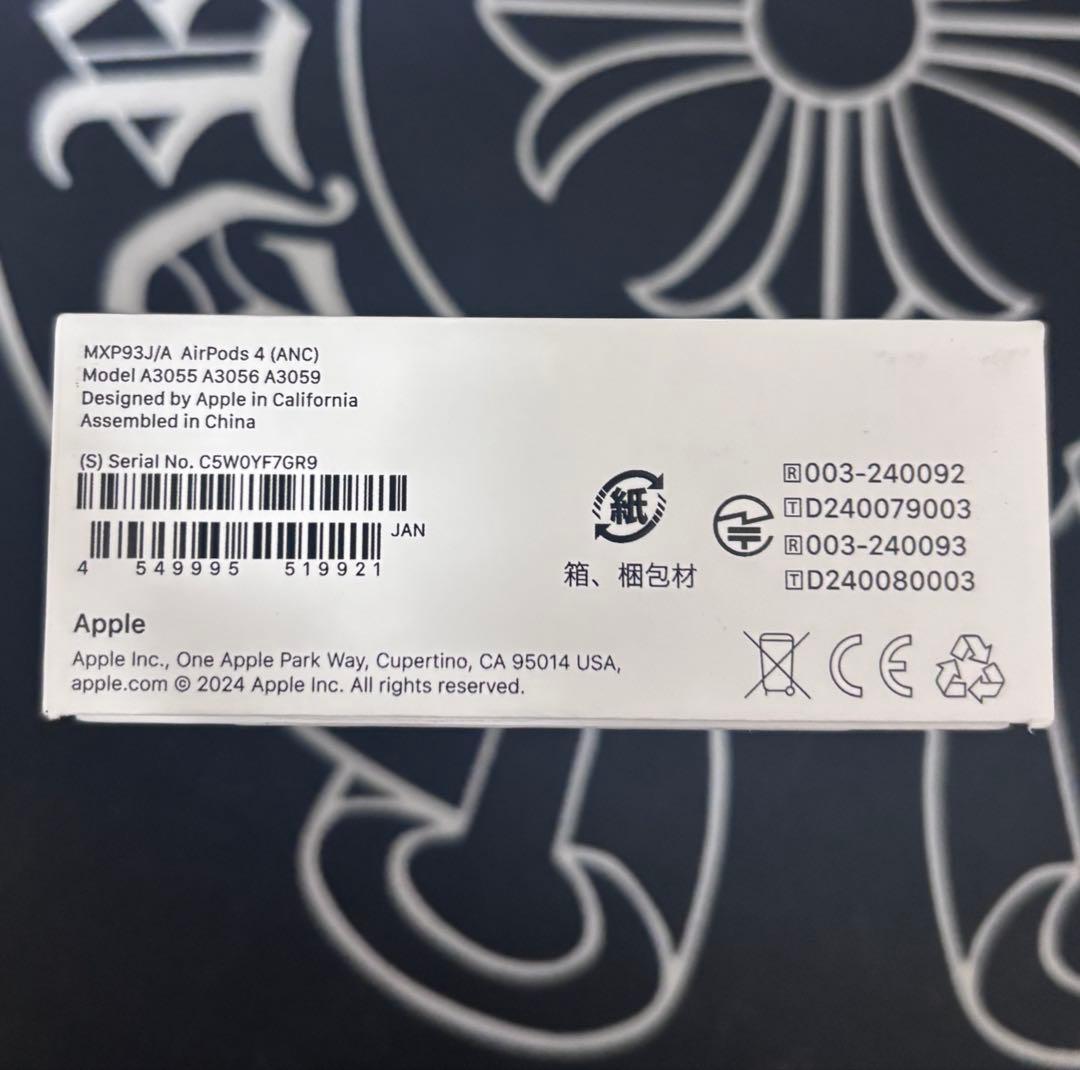 MXP93J/A AirPods 4 (ANC)
Model A3055 A3056 A3059
Designed by Apple in California
Assembled in China
(S) Serial No. C5W0YF7GR9
JAN
4 549995 519921
紙
箱、梱包材
R003-240092
TD240079003
R003-240093
TD240080003
Apple
Apple Inc., One Apple Park Way, Cupertino, CA 95014 USA,
apple.com © 2024 Apple Inc. All rights reserved.
CE